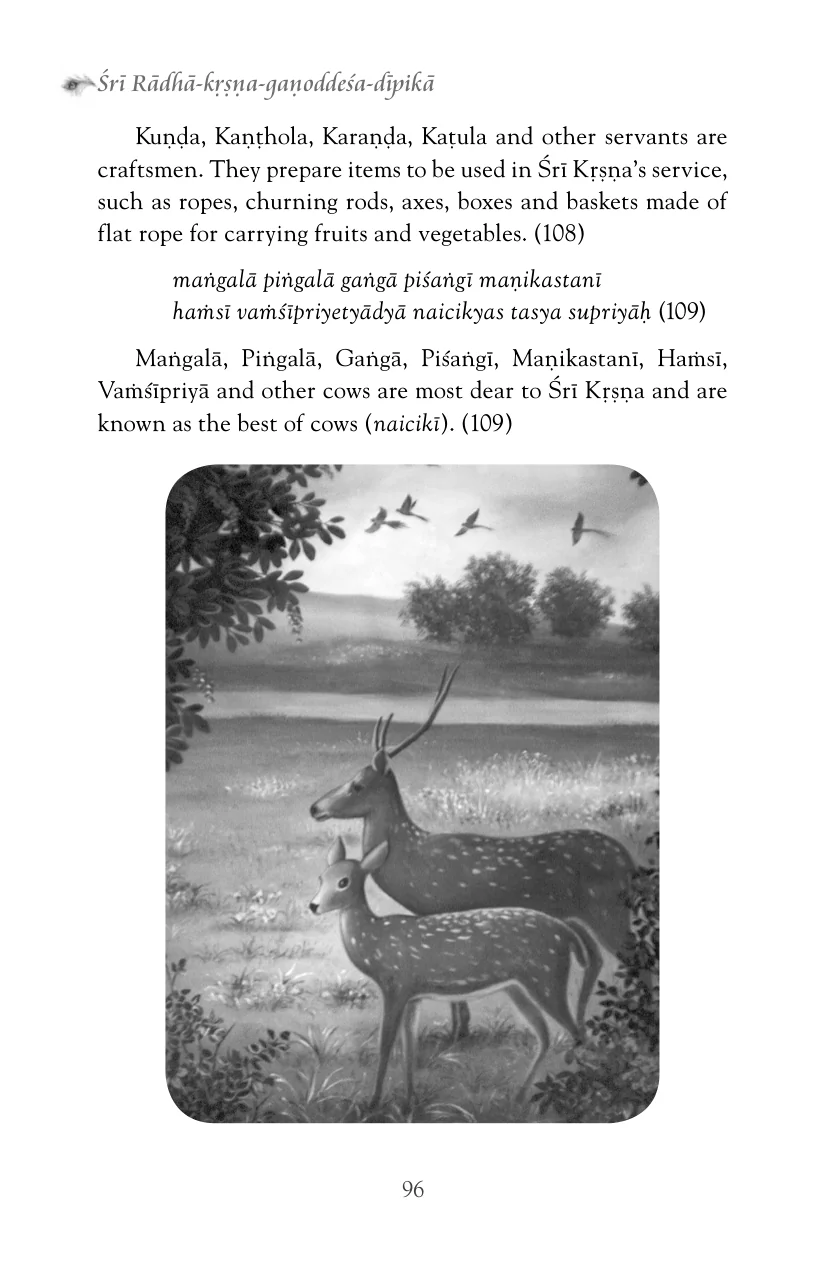 Śrī Rādhā-kṛṣṇa-gaṇoddeśa-dīpikā
Kuṇḍa, Kaṇṭhola, Karaṇḍa, Kaṭula and other servants are
craftsmen. They prepare items to be used in Śrī Kṛṣṇa’s service,
such as ropes, churning rods, axes, boxes and baskets made of
flat rope for carrying fruits and vegetables. (108)
maṅgalā piṅgalā gaṅgā piśaṅgī maṇikastanī
haṁsī vaṁśīpriyetyādyā naicikyas tasya supriyāḥ (109)
Maṅgalā, Piṅgalā, Gaṅgā, Piśaṅgī, Maṇikastanī, Haṁsī,
Vaṁśīpriyā and other cows are most dear to Śrī Kṛṣṇa and are
known as the best of cows (naicikī). (109)
96